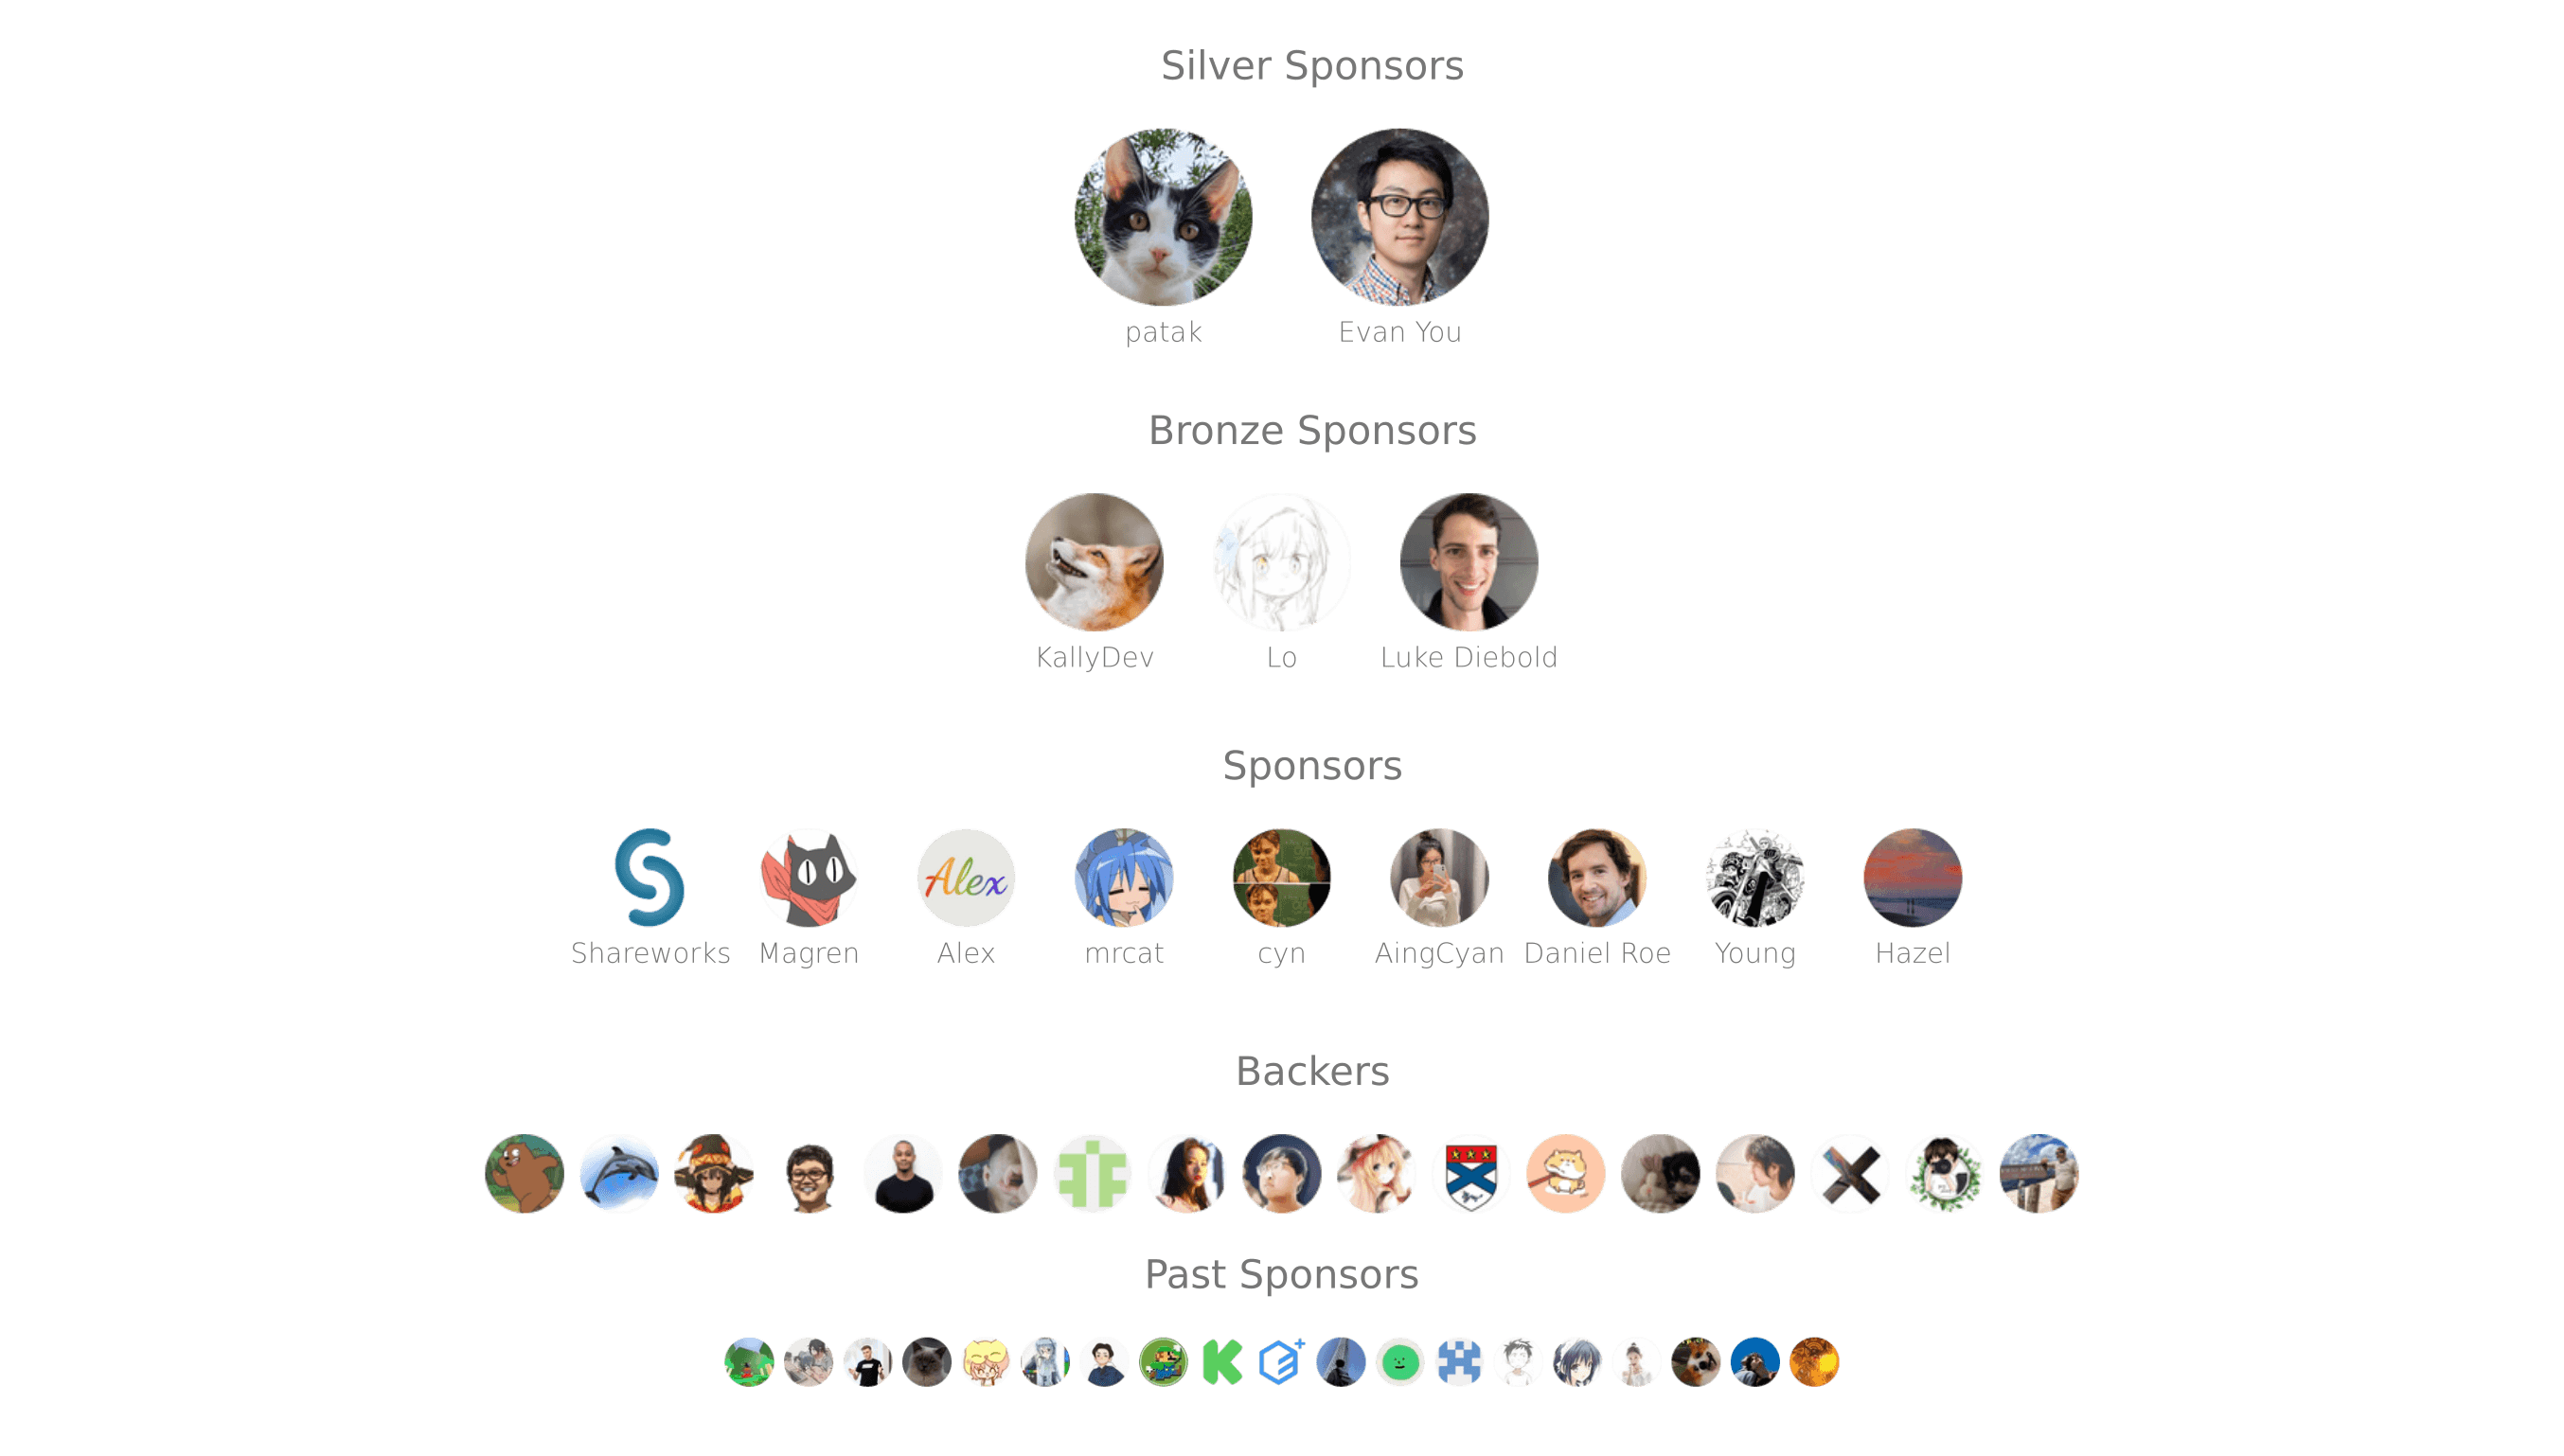 Silver Sponsors
patak Evan You
Bronze Sponsors
KallyDev Lo Luke Diebold
Sponsors
Alex
Shareworks Magren Alex mrcat cyn AingCyan Daniel Roe Young Hazel
Backers
Past Sponsors